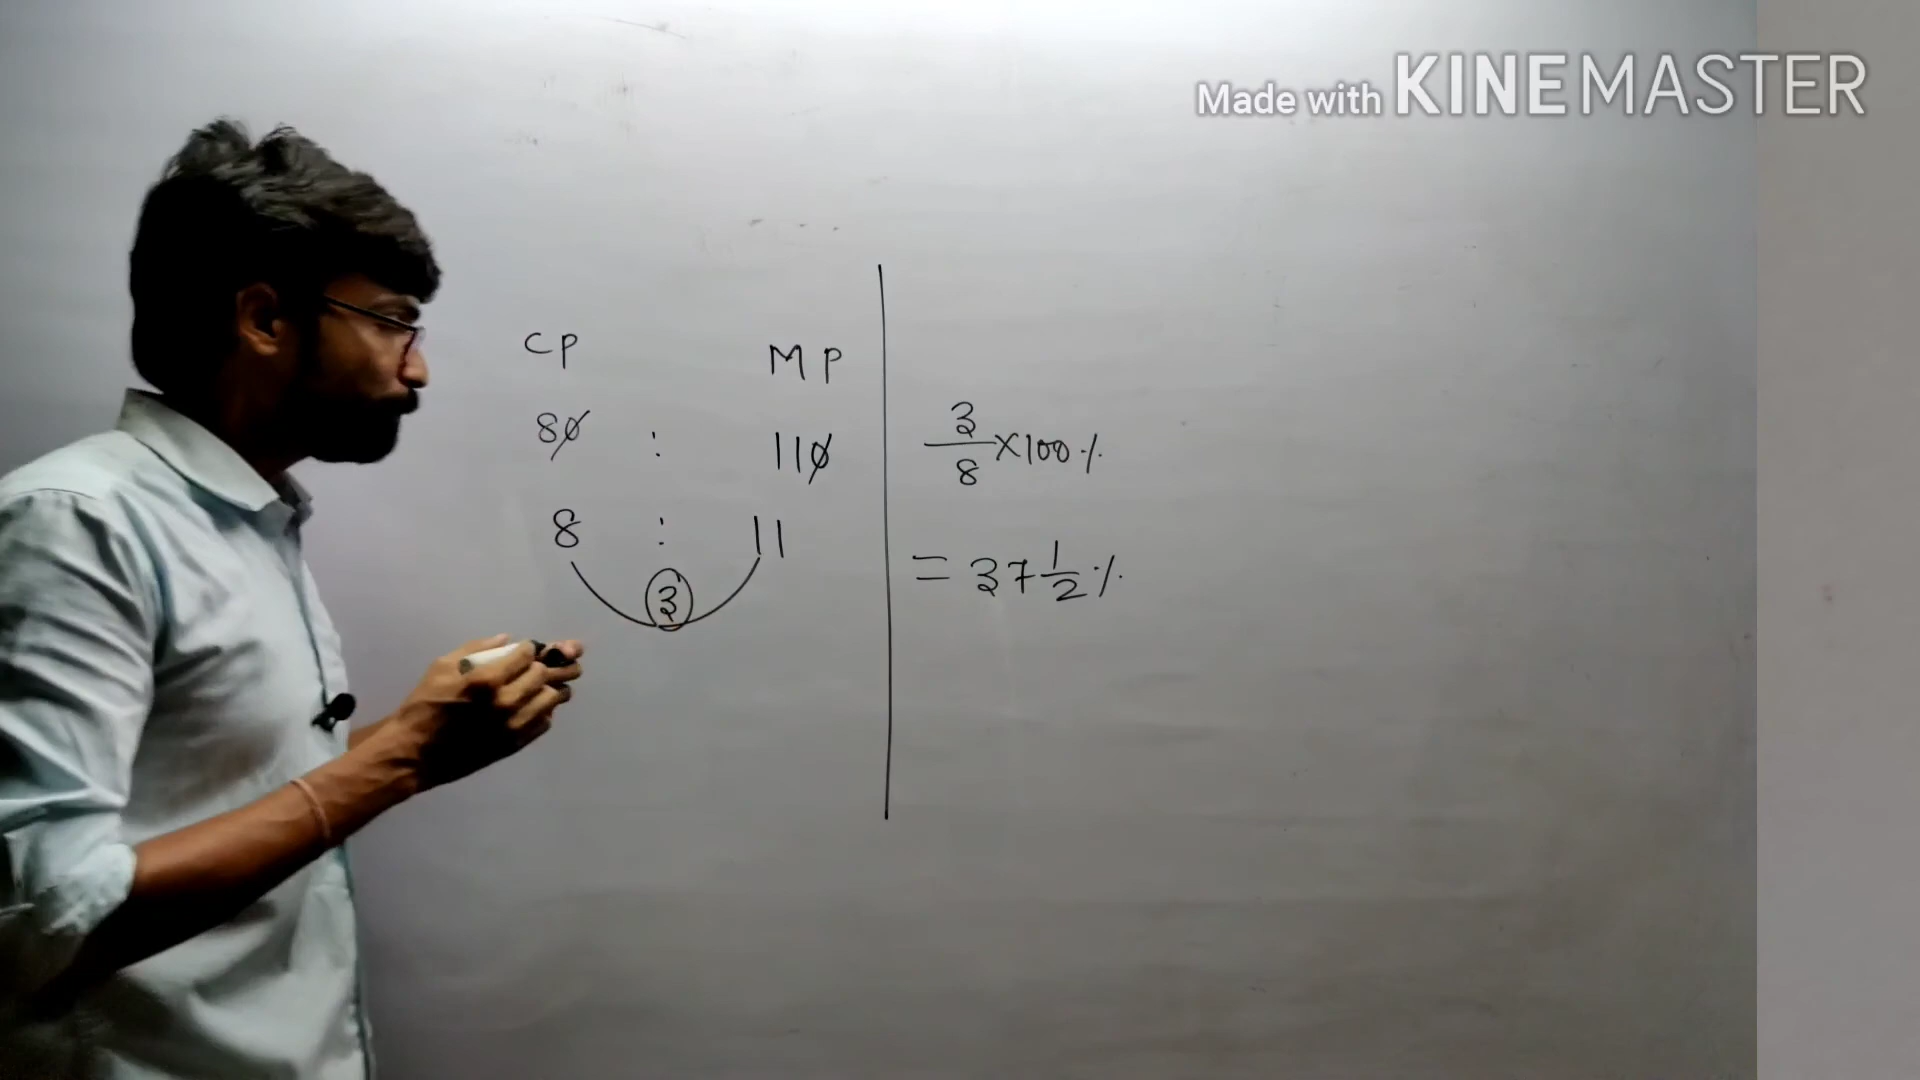 Made with KINEMASTER
CP MP
80 : 110
8 : 11
3
3/8 ×100%
= 37 1/2 %